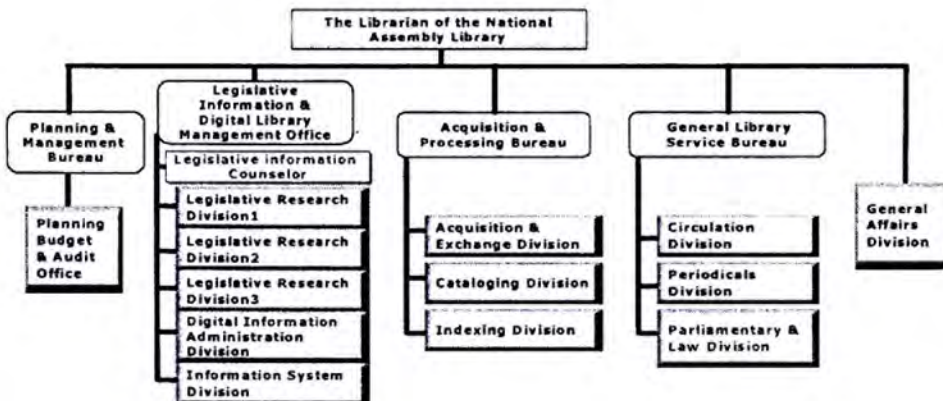 The Librarian of the National
Assembly Library
Planning &
Management
Bureau
Planning
Budget
& Audit
Office
Legislative
Information &
Digital Library
Management Office
Legislative information
Counselor
Legislative Research
Division1
Legislative Research
Division2
Legislative Research
Division3
Digital Information
Administration
Division
Information System
Division
Acquisition &
Processing Bureau
Acquisition &
Exchange Division
Cataloging Division
Indexing Division
General Library
Service Bureau
Circulation
Division
Periodicals
Division
Parliamentary &
Law Division
General
Affairs
Division